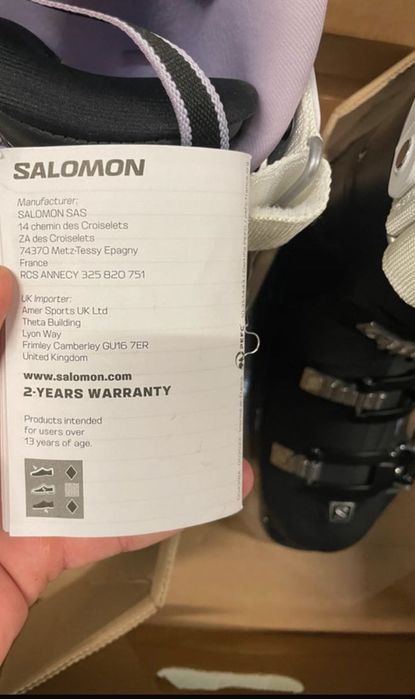 SALOMON
Manufacturer:
SALOMON SAS
14 chemin des Croiselets
ZA des Croiselets
74370 Metz-Tessy Epagny
France
RCS ANNECY 325 820 751
UK Importer:
Amer Sports UK Ltd
Theta Building
Lyon Way
Frimley Camberley GU16 7ER
United Kingdom
www.salomon.com
2-YEARS WARRANTY
Products intended
for users over
13 years of age.